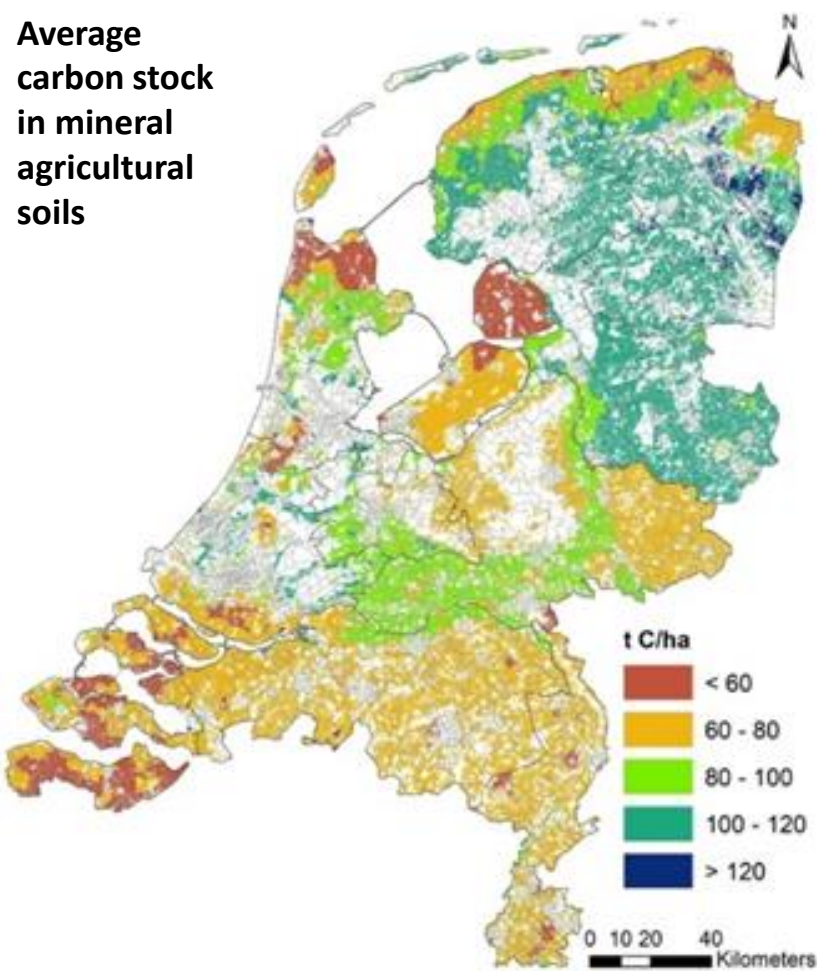 Average
carbon stock
in mineral
agricultural
soils
N
t C/ha
< 60
60 - 80
80 - 100
100 - 120
> 120
0 10 20 40
Kilometers